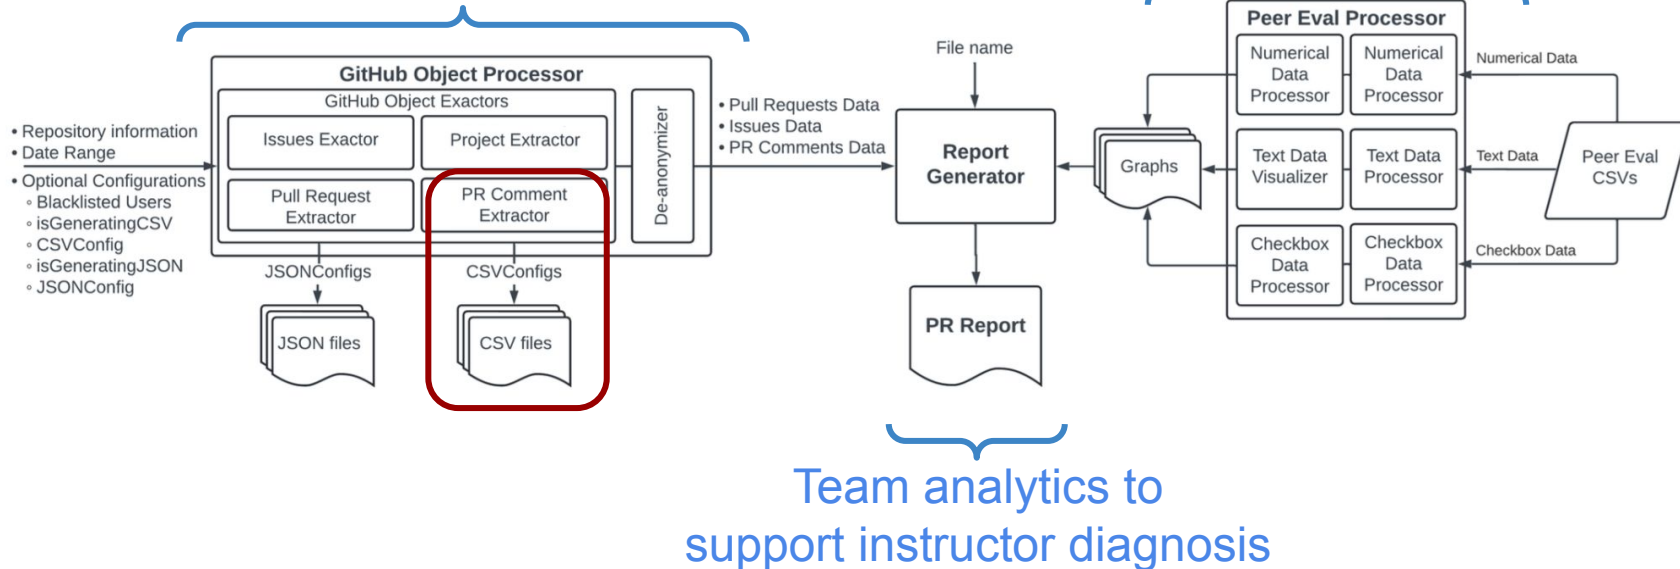 GitHub Object Processor
GitHub Object Exactors
Issues Exactor
Project Extractor
Pull Request
Extractor
PR Comment
Extractor
De-anonymizer
• Repository information
• Date Range
• Optional Configurations
◦ Blacklisted Users
◦ isGeneratingCSV
◦ CSVConfig
◦ isGeneratingJSON
◦ JSONConfig
JSONConfigs
JSON files
CSVConfigs
CSV files
• Pull Requests Data
• Issues Data
• PR Comments Data
File name
Report
Generator
PR Report
Graphs
Peer Eval Processor
Numerical
Data
Processor
Numerical
Data
Processor
Text Data
Visualizer
Text Data
Processor
Checkbox
Data
Processor
Checkbox
Data
Processor
Numerical Data
Text Data
Checkbox Data
Peer Eval
CSVs
Team analytics to
support instructor diagnosis